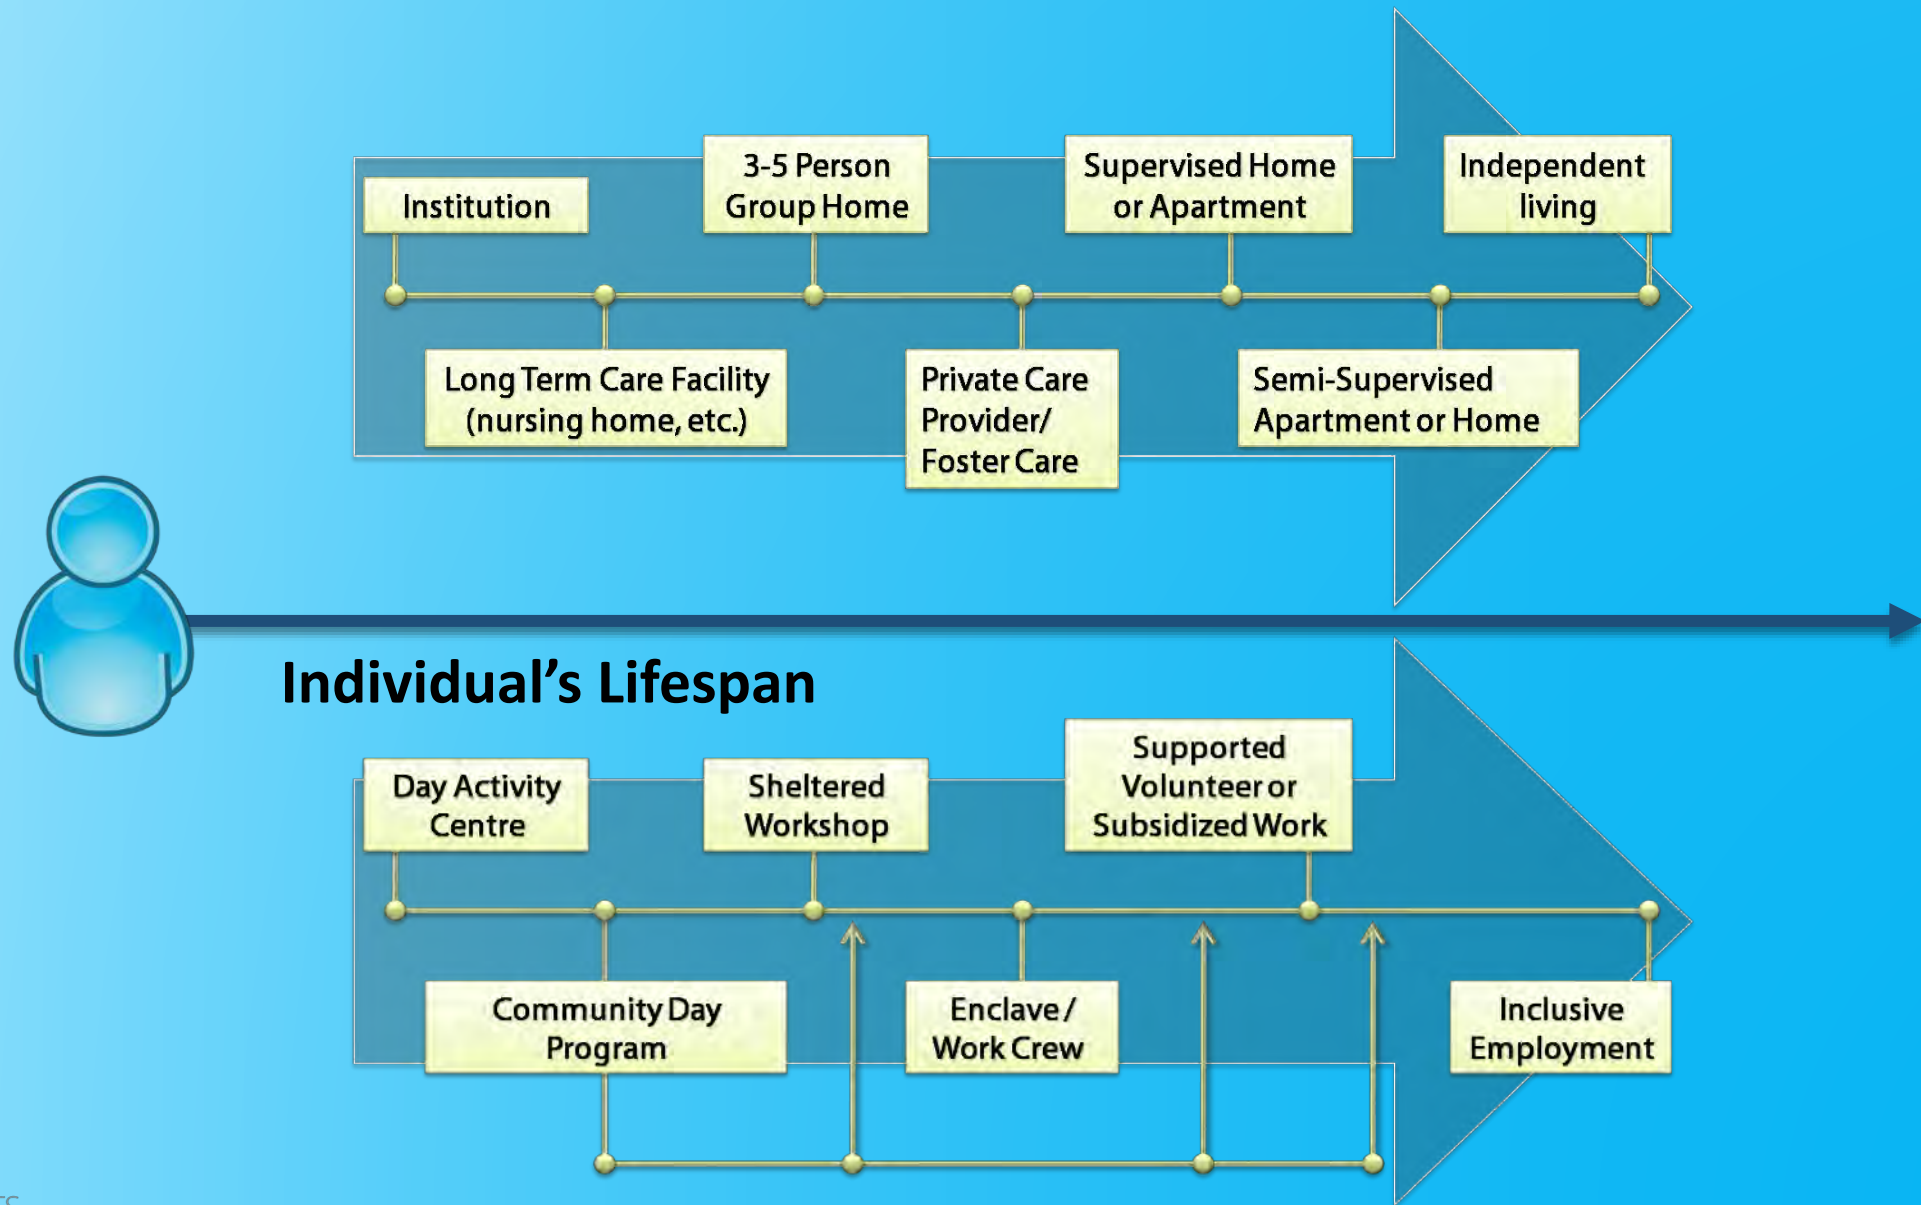 Institution
3-5 Person
Group Home
Supervised Home
or Apartment
Independent
living
Long Term Care Facility
(nursing home, etc.)
Private Care
Provider/
Foster Care
Semi-Supervised
Apartment or Home
Individual’s Lifespan
Day Activity
Centre
Sheltered
Workshop
Supported
Volunteer or
Subsidized Work
Community Day
Program
Enclave /
Work Crew
Inclusive
Employment